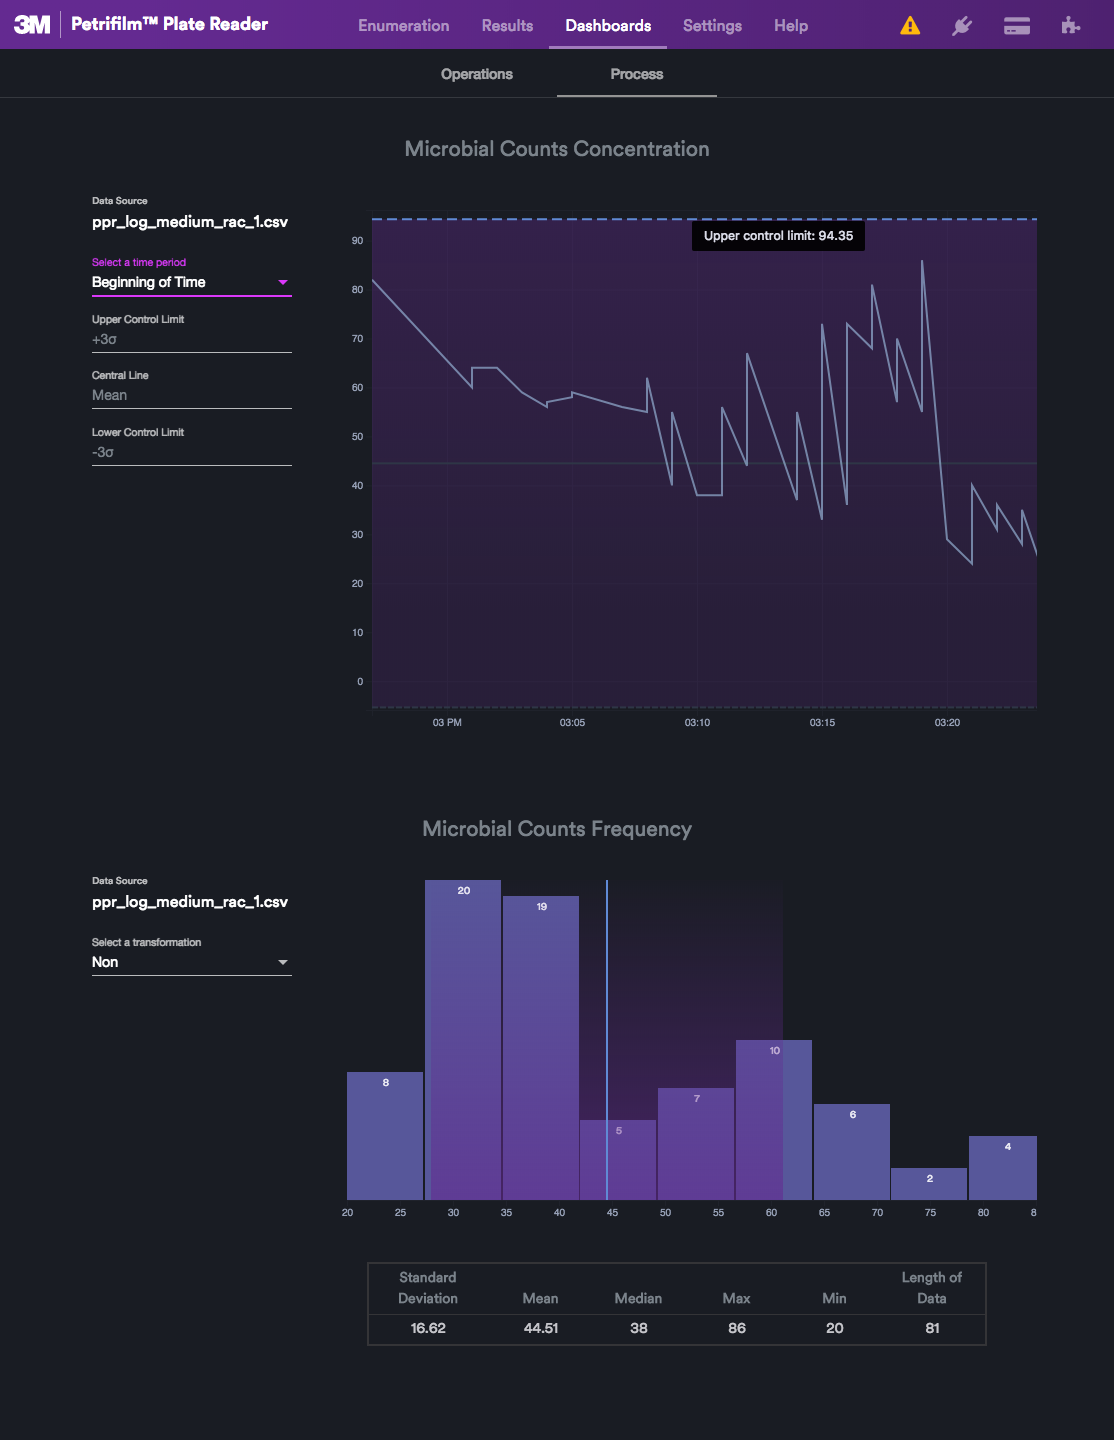 3M Petrifilm™ Plate Reader
Enumeration Results Dashboards Settings Help
Operations Process
Microbial Counts Concentration
Data Source
ppr_log_medium_rac_1.csv
Select a time period
Beginning of Time
Upper Control Limit
+3σ
Central Line
Mean
Lower Control Limit
-3σ
Upper control limit: 94.35
90
80
70
60
50
40
30
20
10
0
03 PM 03:05 03:10 03:15 03:20
Microbial Counts Frequency
Data Source
ppr_log_medium_rac_1.csv
Select a transformation
Non
8 20 19 5 7 10 6 2 4
20 25 30 35 40 45 50 55 60 65 70 75 80 8
Standard Deviation Mean Median Max Min Length of Data
16.62 44.51 38 86 20 81